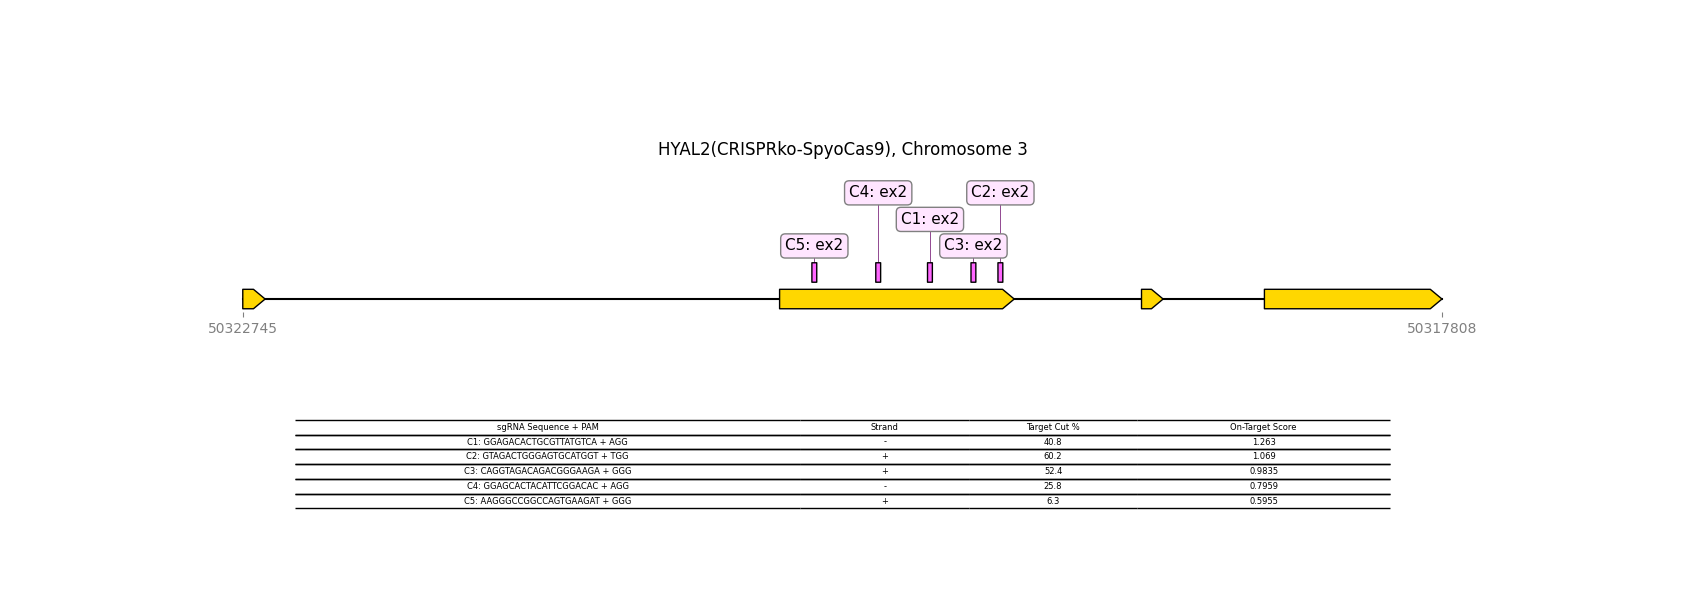 HYAL2(CRISPRko-SpyoCas9), Chromosome 3
C4: ex2
C2: ex2
C1: ex2
C5: ex2
C3: ex2
50322745
50317808
sgRNA Sequence + PAM Strand Target Cut % On-Target Score
C1: GGAGACACTGCGTTATGTCA + AGG - 40.8 1.263
C2: GTAGACTGGGAGTGCATGGT + TGG + 60.2 1.069
C3: CAGGTAGACAGACGGGAAGA + GGG + 52.4 0.9835
C4: GGAGCACTACATTCGGACAC + AGG - 25.8 0.7959
C5: AAGGGCCGGCCAGTGAAGAT + GGG + 6.3 0.5955